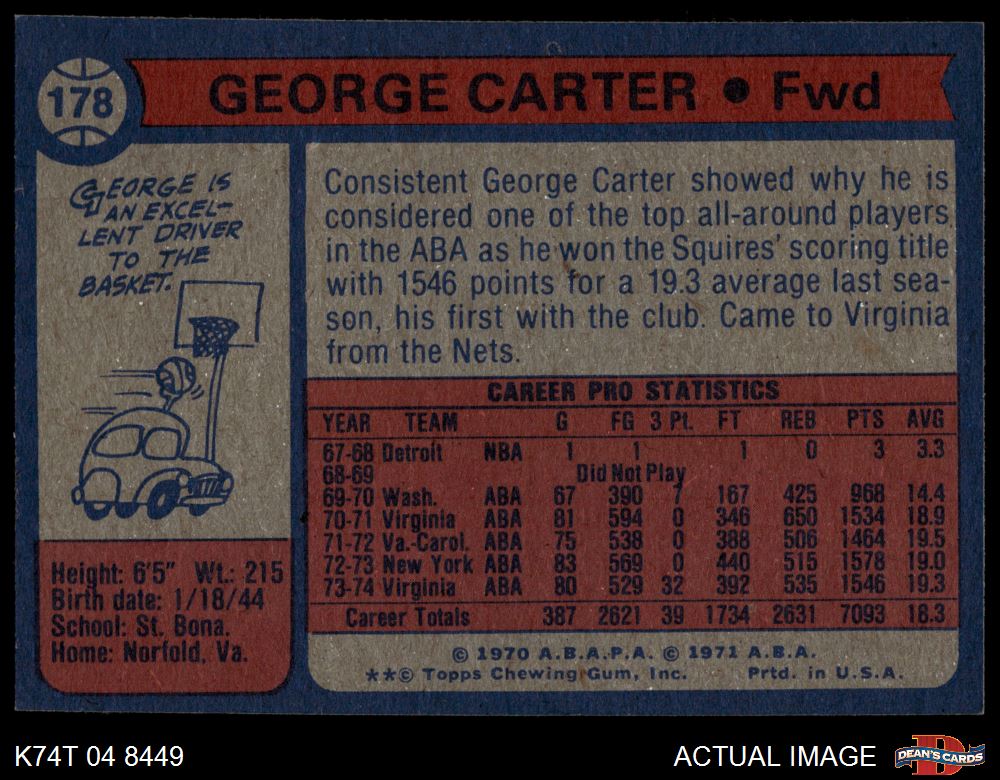 178
GEORGE CARTER ● Fwd
GEORGE IS
AN EXCEL-
LENT DRIVER
TO THE
BASKET.
Consistent George Carter showed why he is
considered one of the top all-around players
in the ABA as he won the Squires' scoring title
with 1546 points for a 19.3 average last sea-
son, his first with the club. Came to Virginia
from the Nets.
CAREER PRO STATISTICS
YEAR TEAM G FG 3 Pt. FT REB PTS AVG
67-68 Detroit NBA 1 1 1 0 3 3.3
68-69 Did Not Play
69-70 Wash. ABA 67 390 7 167 425 968 14.4
70-71 Virginia ABA 81 594 0 346 650 1534 18.9
71-72 Va.-Carol. ABA 75 538 0 388 506 1464 19.5
72-73 New York ABA 83 569 0 440 515 1578 19.0
73-74 Virginia ABA 80 529 32 392 535 1546 19.3
Career Totals 387 2621 39 1734 2631 7093 18.3
Height: 6'5" Wt.: 215
Birth date: 1/18/44
School: St. Bona.
Home: Norfold, Va.
© 1970 A.B.A.P.A. © 1971 A.B.A.
**© Topps Chewing Gum, Inc. Prtd. in U.S.A.
K74T 04 8449
ACTUAL IMAGE
D
DEAN'S CARDS